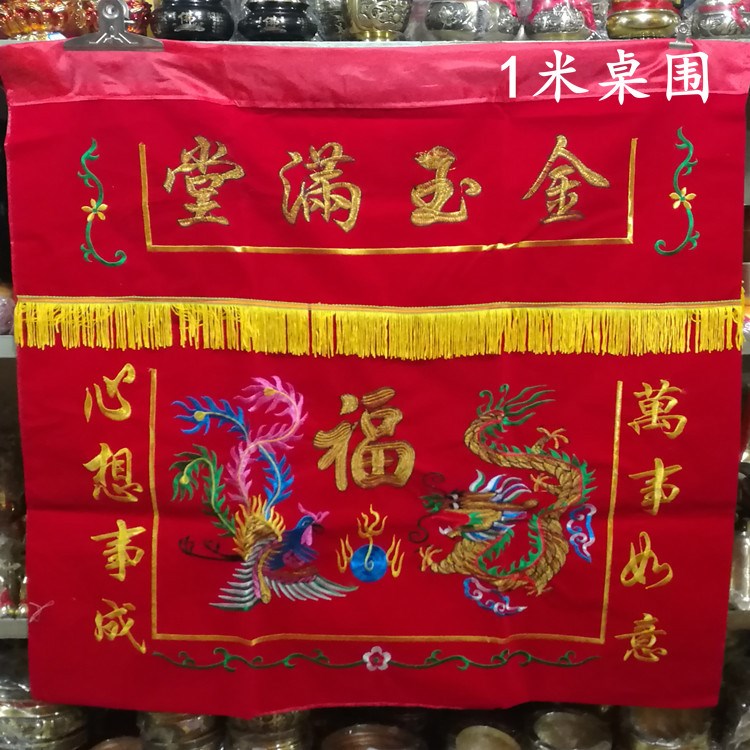 1米桌围
金玉滿堂
福
萬事如意
心想事成